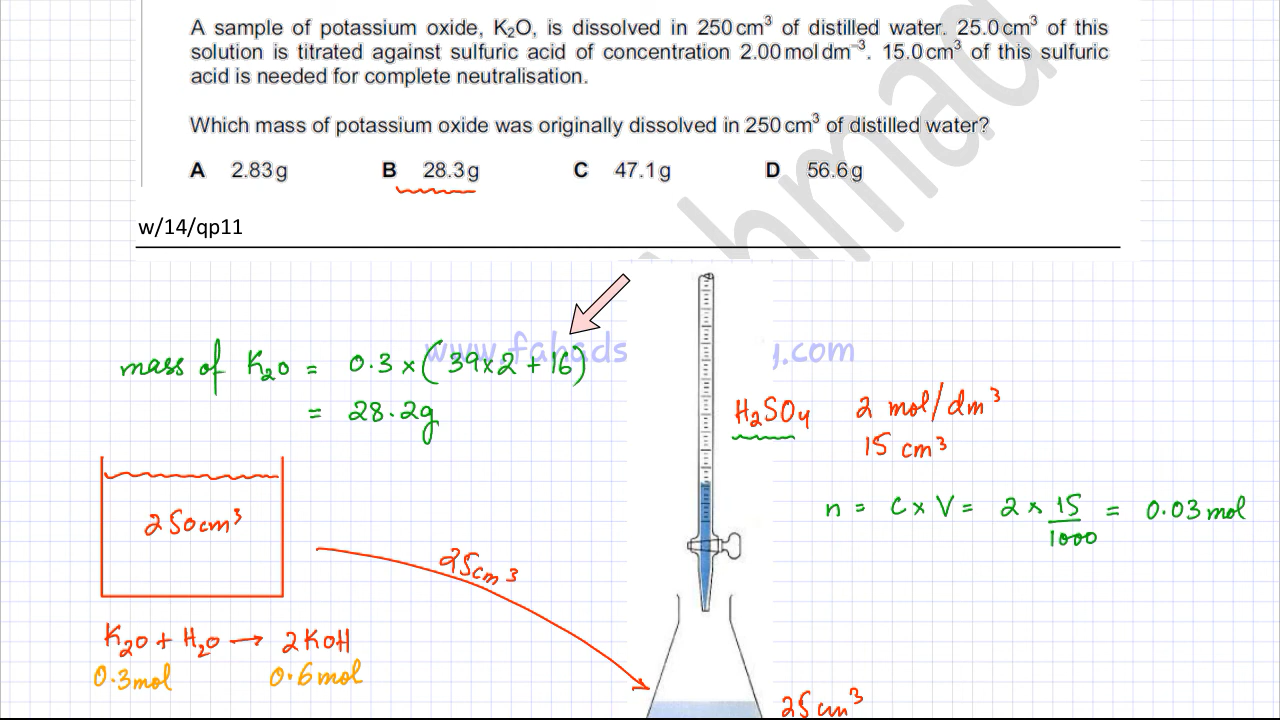 A sample of potassium oxide, K₂O, is dissolved in 250 cm³ of distilled water. 25.0 cm³ of this
solution is titrated against sulfuric acid of concentration 2.00 mol dm⁻³. 15.0 cm³ of this sulfuric
acid is needed for complete neutralisation.
Which mass of potassium oxide was originally dissolved in 250 cm³ of distilled water?
A 2.83 g B 28.3 g C 47.1 g D 56.6 g
w/14/qp11
mass of K₂O = 0.3 × (39×2 + 16)
= 28.2g
H₂SO₄ 2 mol/dm³
15 cm³
250cm³
n = C × V = 2 × 15/1000 = 0.03 mol
25cm³
K₂O + H₂O → 2KOH
0.3mol 0.6mol
25cm³